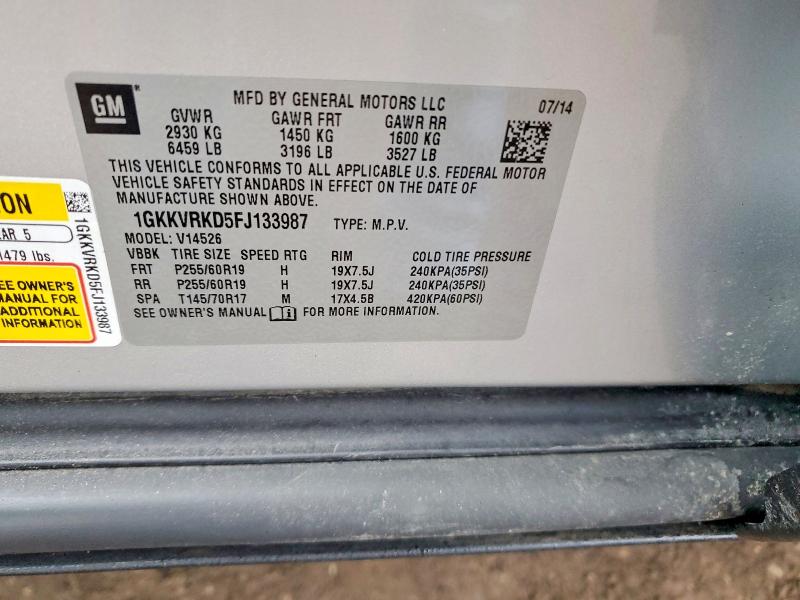 GM
MFD BY GENERAL MOTORS LLC 07/14
GVWR GAWR FRT GAWR RR
2930 KG 1450 KG 1600 KG
6459 LB 3196 LB 3527 LB
THIS VEHICLE CONFORMS TO ALL APPLICABLE U.S. FEDERAL MOTOR
VEHICLE SAFETY STANDARDS IN EFFECT ON THE DATE OF
MANUFACTURE SHOWN ABOVE.
1GKKVRKD5FJ133987 TYPE: M.P.V.
MODEL: V14526
VBBK TIRE SIZE SPEED RTG RIM COLD TIRE PRESSURE
FRT P255/60R19 H 19X7.5J 240KPA(35PSI)
RR P255/60R19 H 19X7.5J 240KPA(35PSI)
SPA T145/70R17 M 17X4.5B 420KPA(60PSI)
SEE OWNER'S MANUAL FOR MORE INFORMATION.
ION
AR 5
1479 lbs.
EE OWNER'S
MANUAL FOR
ADDITIONAL
INFORMATION
1GKKVRKD5FJ133987